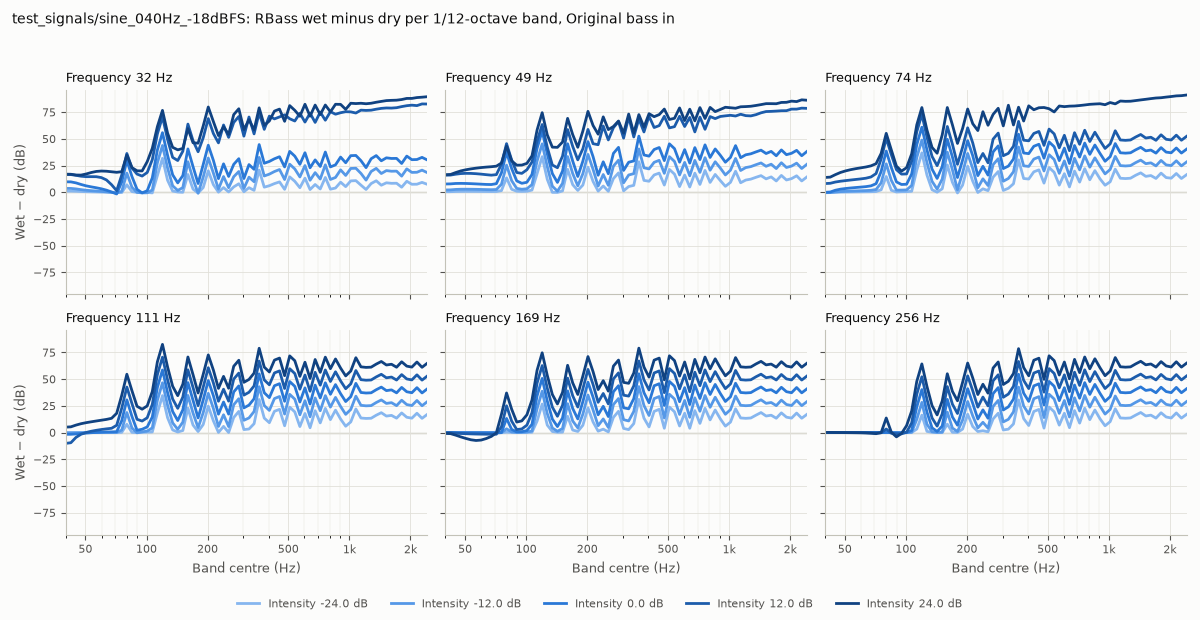 test_signals/sine_040Hz_-18dBFS: RBass wet minus dry per 1/12-octave band, Original bass in
Frequency 32 Hz
Frequency 49 Hz
Frequency 74 Hz
Wet − dry (dB)
75
50
25
0
−25
−50
−75
Frequency 111 Hz
Frequency 169 Hz
Frequency 256 Hz
Wet − dry (dB)
75
50
25
0
−25
−50
−75
50 100 200 500 1k 2k
50 100 200 500 1k 2k
50 100 200 500 1k 2k
Band centre (Hz)
Band centre (Hz)
Band centre (Hz)
Intensity -24.0 dB
Intensity -12.0 dB
Intensity 0.0 dB
Intensity 12.0 dB
Intensity 24.0 dB